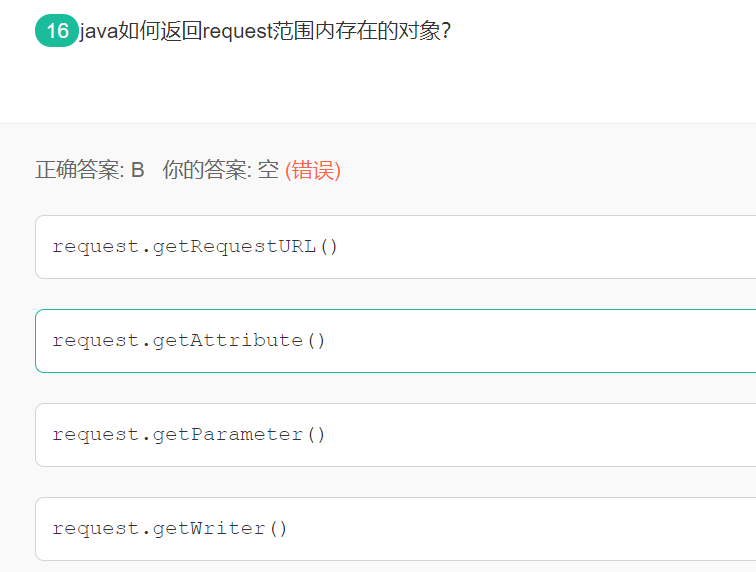 16 java如何返回request范围内存在的对象?
正确答案: B 你的答案: 空 (错误)
request.getRequestURL()
request.getAttribute()
request.getParameter()
request.getWriter()